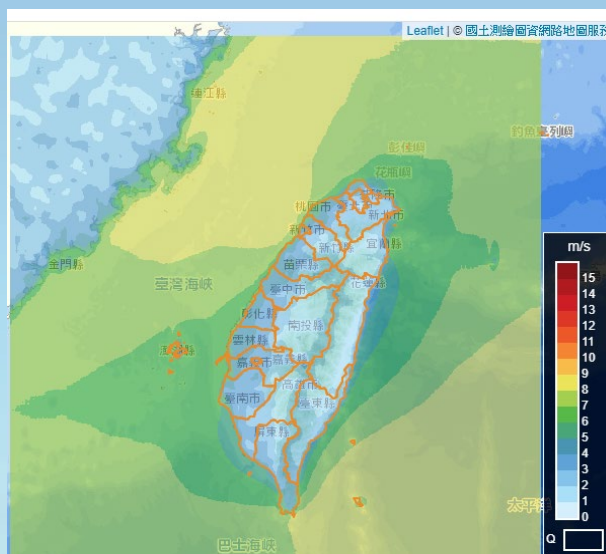 Leaflet | © 國土測繪圖資網路地圖服務
連江縣
釣魚臺列嶼
彭佳嶼
花瓶嶼
基隆市
桃園市
新北市
新竹市
新竹縣
宜蘭縣
金門縣
苗栗縣
臺灣海峽
臺中市
花蓮縣
彰化縣
南投縣
雲林縣
澎湖縣
嘉義市
嘉義縣
臺南市
高雄市
臺東縣
屏東縣
太平洋
巴士海峽
m/s
15
14
13
12
11
10
9
8
7
6
5
4
3
2
1
0
Q